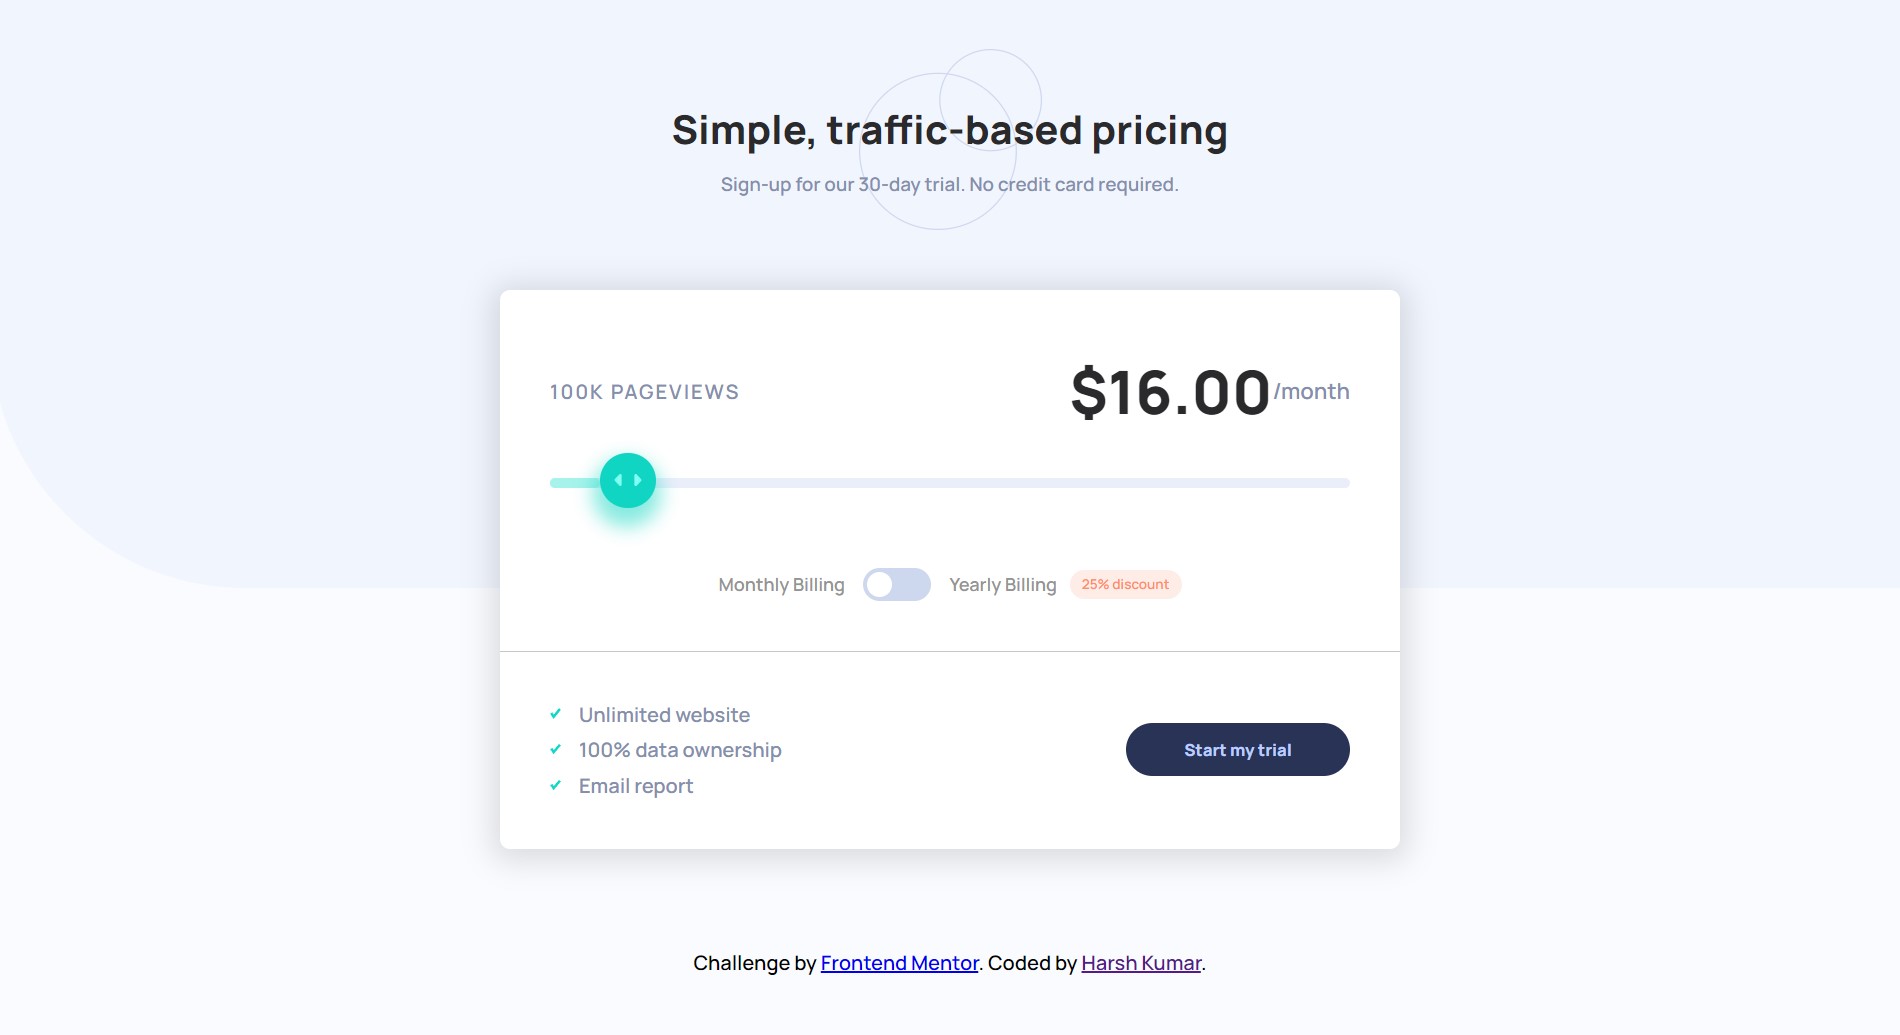 Simple, traffic-based pricing
Sign-up for our 30-day trial. No credit card required.
100K PAGEVIEWS
$16.00/month
Monthly Billing Yearly Billing 25% discount
Unlimited website
100% data ownership
Email report
Start my trial
Challenge by Frontend Mentor. Coded by Harsh Kumar.